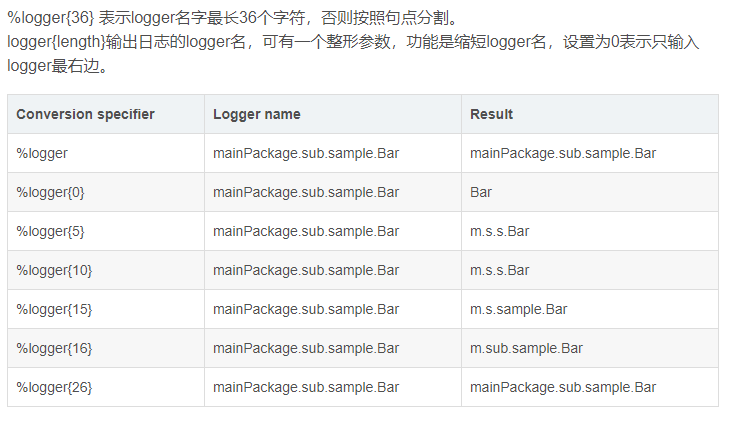 %logger{36} 表示logger名字最长36个字符，否则按照句点分割。
logger{length}输出日志的logger名，可有一个整形参数，功能是缩短logger名，设置为0表示只输入
logger最右边。
Conversion specifier Logger name Result
%logger mainPackage.sub.sample.Bar mainPackage.sub.sample.Bar
%logger{0} mainPackage.sub.sample.Bar Bar
%logger{5} mainPackage.sub.sample.Bar m.s.s.Bar
%logger{10} mainPackage.sub.sample.Bar m.s.s.Bar
%logger{15} mainPackage.sub.sample.Bar m.s.sample.Bar
%logger{16} mainPackage.sub.sample.Bar m.sub.sample.Bar
%logger{26} mainPackage.sub.sample.Bar mainPackage.sub.sample.Bar